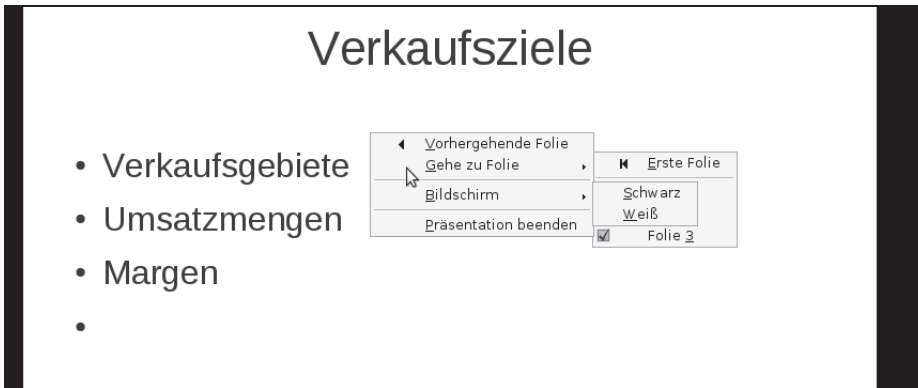 Verkaufsziele
• Verkaufsgebiete
• Umsatzmengen
• Margen
•
Vorhergehende Folie
Gehe zu Folie
Bildschirm
Präsentation beenden
Erste Folie
Schwarz
Weiß
Folie 3